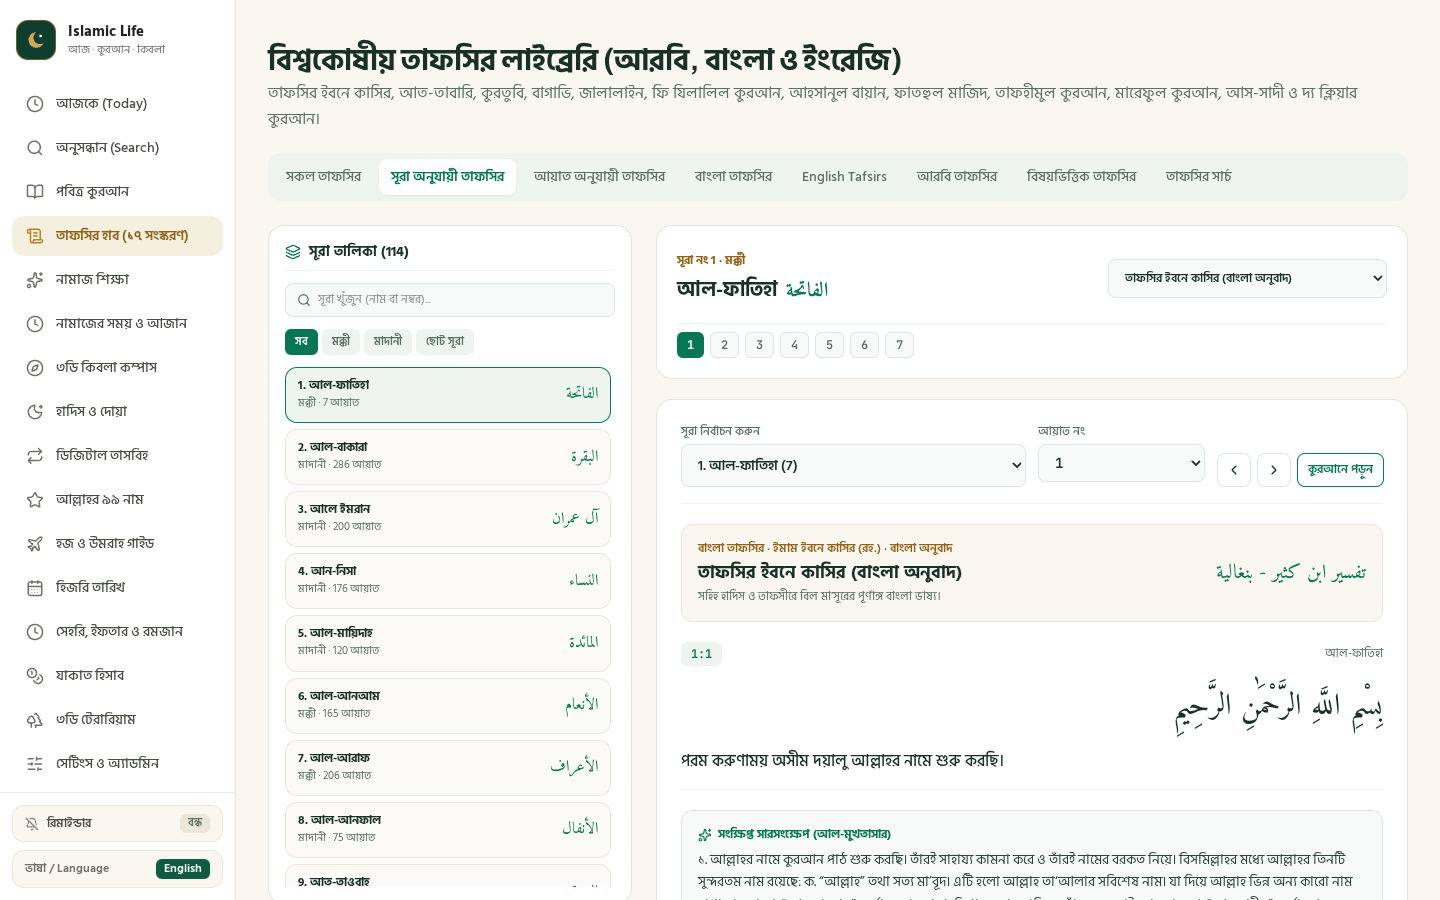 Islamic Life
আজ · কুরআন · কিবলা
আজকে (Today)
অনুসন্ধান (Search)
পবিত্র কুরআন
তাফসির হাব (১৭ সংস্করণ)
নামাজ শিক্ষা
নামাজের সময় ও আজান
৩ডি কিবলা কম্পাস
হাদিস ও দোয়া
ডিজিটাল তাসবিহ
আল্লাহর ৯৯ নাম
হজ ও উমরাহ গাইড
হিজরি তারিখ
সেহরি, ইফতার ও রমজান
যাকাত হিসাব
৩ডি টেরারিয়াম
সেটিংস ও অ্যাডমিন
রিমাইন্ডার
বন্ধ
ভাষা / Language
English
বিশ্বকোষীয় তাফসির লাইব্রেরি (আরবি, বাংলা ও ইংরেজি)
তাফসির ইবনে কাসির, আত-তাবারি, কুরতুবি, বাগাভি, জালালাইন, ফি যিলালিল কুরআন, আহসানুল বায়ান, ফাতহুল মাজিদ, তাফহীমুল কুরআন, মারেফুল কুরআন, আস-সাদী ও দ্য ক্লিয়ার
কুরআন।
সকল তাফসির
সূরা অনুযায়ী তাফসির
আয়াত অনুযায়ী তাফসির
বাংলা তাফসির
English Tafsirs
আরবি তাফসির
বিষয়ভিত্তিক তাফসির
তাফসির সার্চ
সূরা তালিকা (114)
সূরা খুঁজুন (নাম বা নম্বর)...
সব
মক্কী
মাদানী
ছোট সূরা
1. আল-ফাতিহা
মক্কী · 7 আয়াত
الفاتحة
2. আল-বাকারা
মাদানী · 286 আয়াত
البقرة
3. আলে ইমরান
মাদানী · 200 আয়াত
آل عمران
4. আন-নিসা
মাদানী · 176 আয়াত
النساء
5. আল-মায়িদাহ
মাদানী · 120 আয়াত
المائدة
6. আল-আনআম
মক্কী · 165 আয়াত
الأنعام
7. আল-আরাফ
মক্কী · 206 আয়াত
الأعراف
8. আল-আনফাল
মাদানী · 75 আয়াত
الأنفال
9. আত-তাওবাহ
সূরা নং 1 · মক্কী
আল-ফাতিহা الفاتحة
তাফসির ইবনে কাসির (বাংলা অনুবাদ)
1 2 3 4 5 6 7
সূরা নির্বাচন করুন
1. আল-ফাতিহা (7)
আয়াত নং
1
কুরআনে পড়ুন
বাংলা তাফসির · ইমাম ইবনে কাসির (রহ.) · বাংলা অনুবাদ
তাফসির ইবনে কাসির (বাংলা অনুবাদ)
সহিহ হাদিস ও তাফসীরে বিল মা'সূরের পূর্ণাঙ্গ বাংলা ভাষ্য।
تفسير ابن كثير - بنغالية
1:1
আল-ফাতিহা
بِسْمِ اللَّهِ الرَّحْمَٰنِ الرَّحِيمِ
পরম করুণাময় অসীম দয়ালু আল্লাহর নামে শুরু করছি।
সংক্ষিপ্ত সারসংক্ষেপ (আল-মুখতাসার)
১. আল্লাহর নামে কুরআন পাঠ শুরু করছি। তাঁরই সাহায্য কামনা করে ও তাঁরই নামের বরকত নিয়ে। বিসমিল্লাহর মধ্যে আল্লাহর তিনটি
সুন্দরতম নাম রয়েছে: ক. “আল্লাহ” তথা সত্য মা’বূদ। এটি হলো আল্লাহ তা‘আলার সবিশেষ নাম। যা দিয়ে আল্লাহ ভিন্ন অন্য কারো নাম